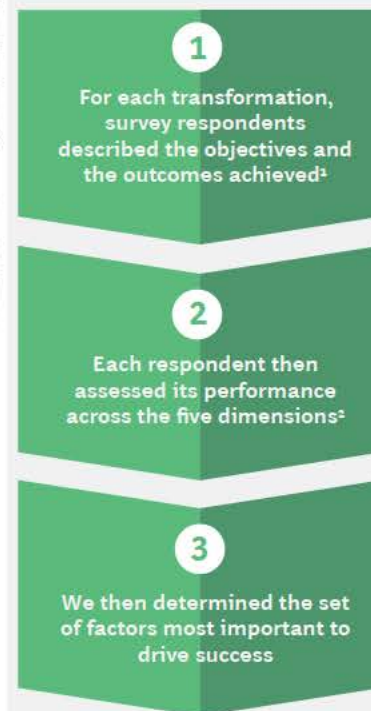 1
For each transformation,
survey respondents
described the objectives and
the outcomes achieved¹
2
Each respondent then
assessed its performance
across the five dimensions²
3
We then determined the set
of factors most important to
drive success